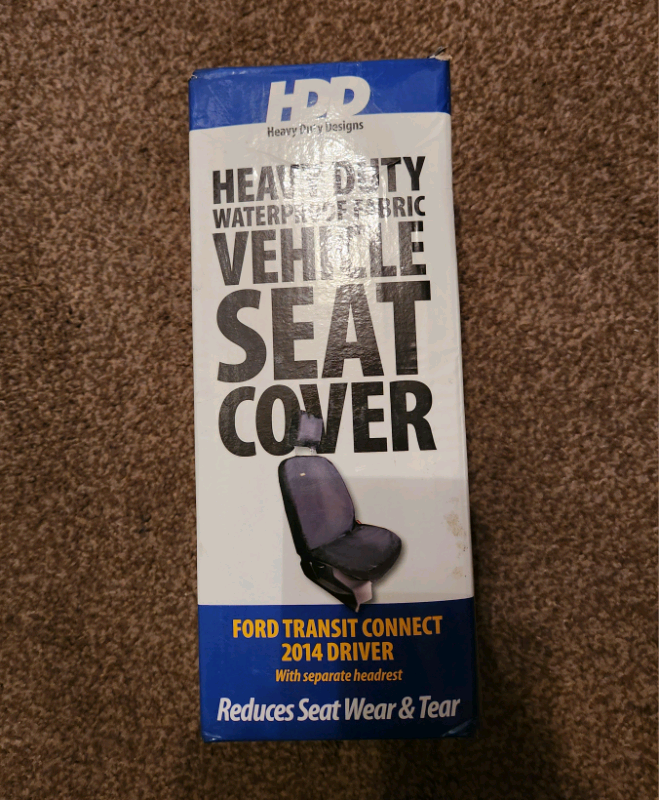 HDD
Heavy Duty Designs
HEAVY DUTY
WATERPROOF FABRIC
VEHICLE
SEAT
COVER
FORD TRANSIT CONNECT
2014 DRIVER
With separate headrest
Reduces Seat Wear & Tear